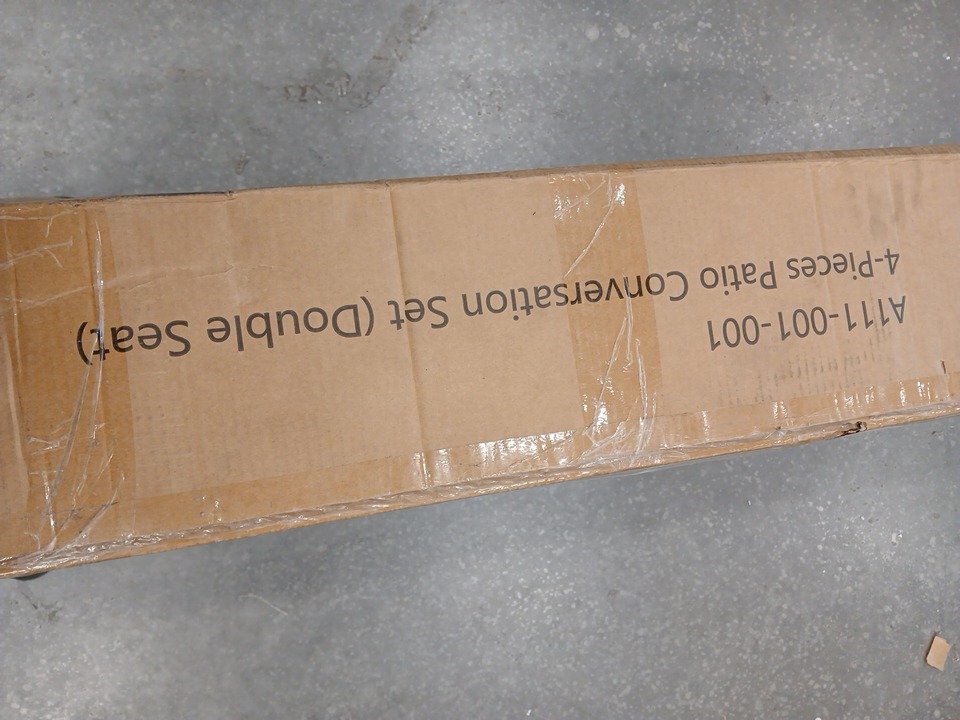 A111-001-001
4-Pieces Patio Conversation Set (Double Seat)